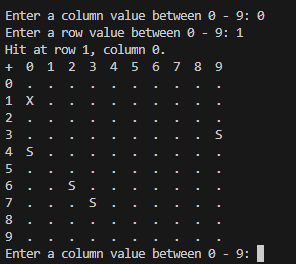 Enter a column value between 0 - 9: 0
Enter a row value between 0 - 9: 1
Hit at row 1, column 0.
+ 0 1 2 3 4 5 6 7 8 9
0 . . . . . . . . . .
1 X . . . . . . . . .
2 . . . . . . . . . .
3 . . . . . . . . . S
4 S . . . . . . . . .
5 . . . . . . . . . .
6 . . S . . . . . . .
7 . . . S . . . . . .
8 . . . . . . . . . .
9 . . . . . . . . . .
Enter a column value between 0 - 9: